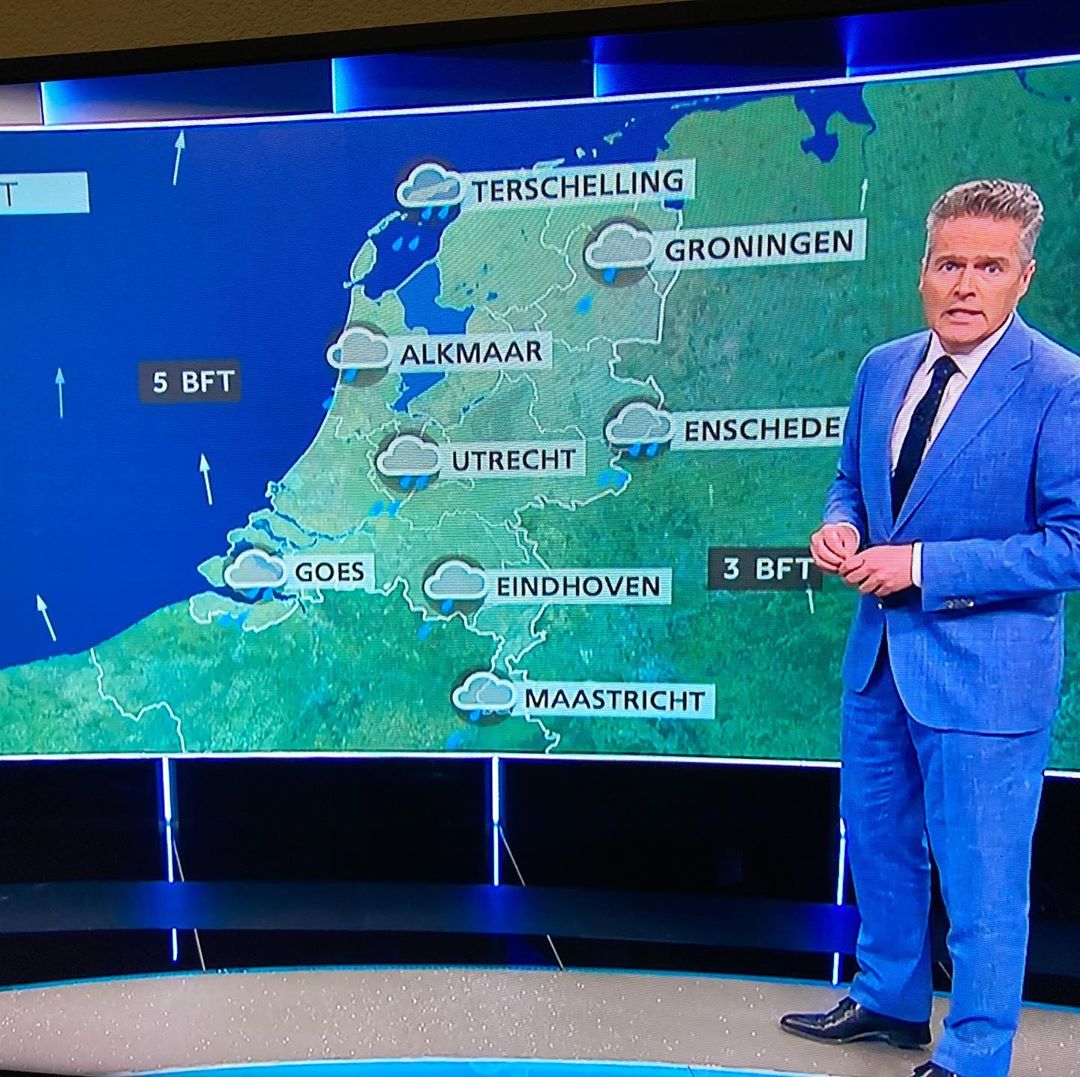 T
TERSCHELLING
GRONINGEN
ALKMAAR
5 BFT
ENSCHEDE
UTRECHT
GOES
EINDHOVEN
3 BFT
MAASTRICHT